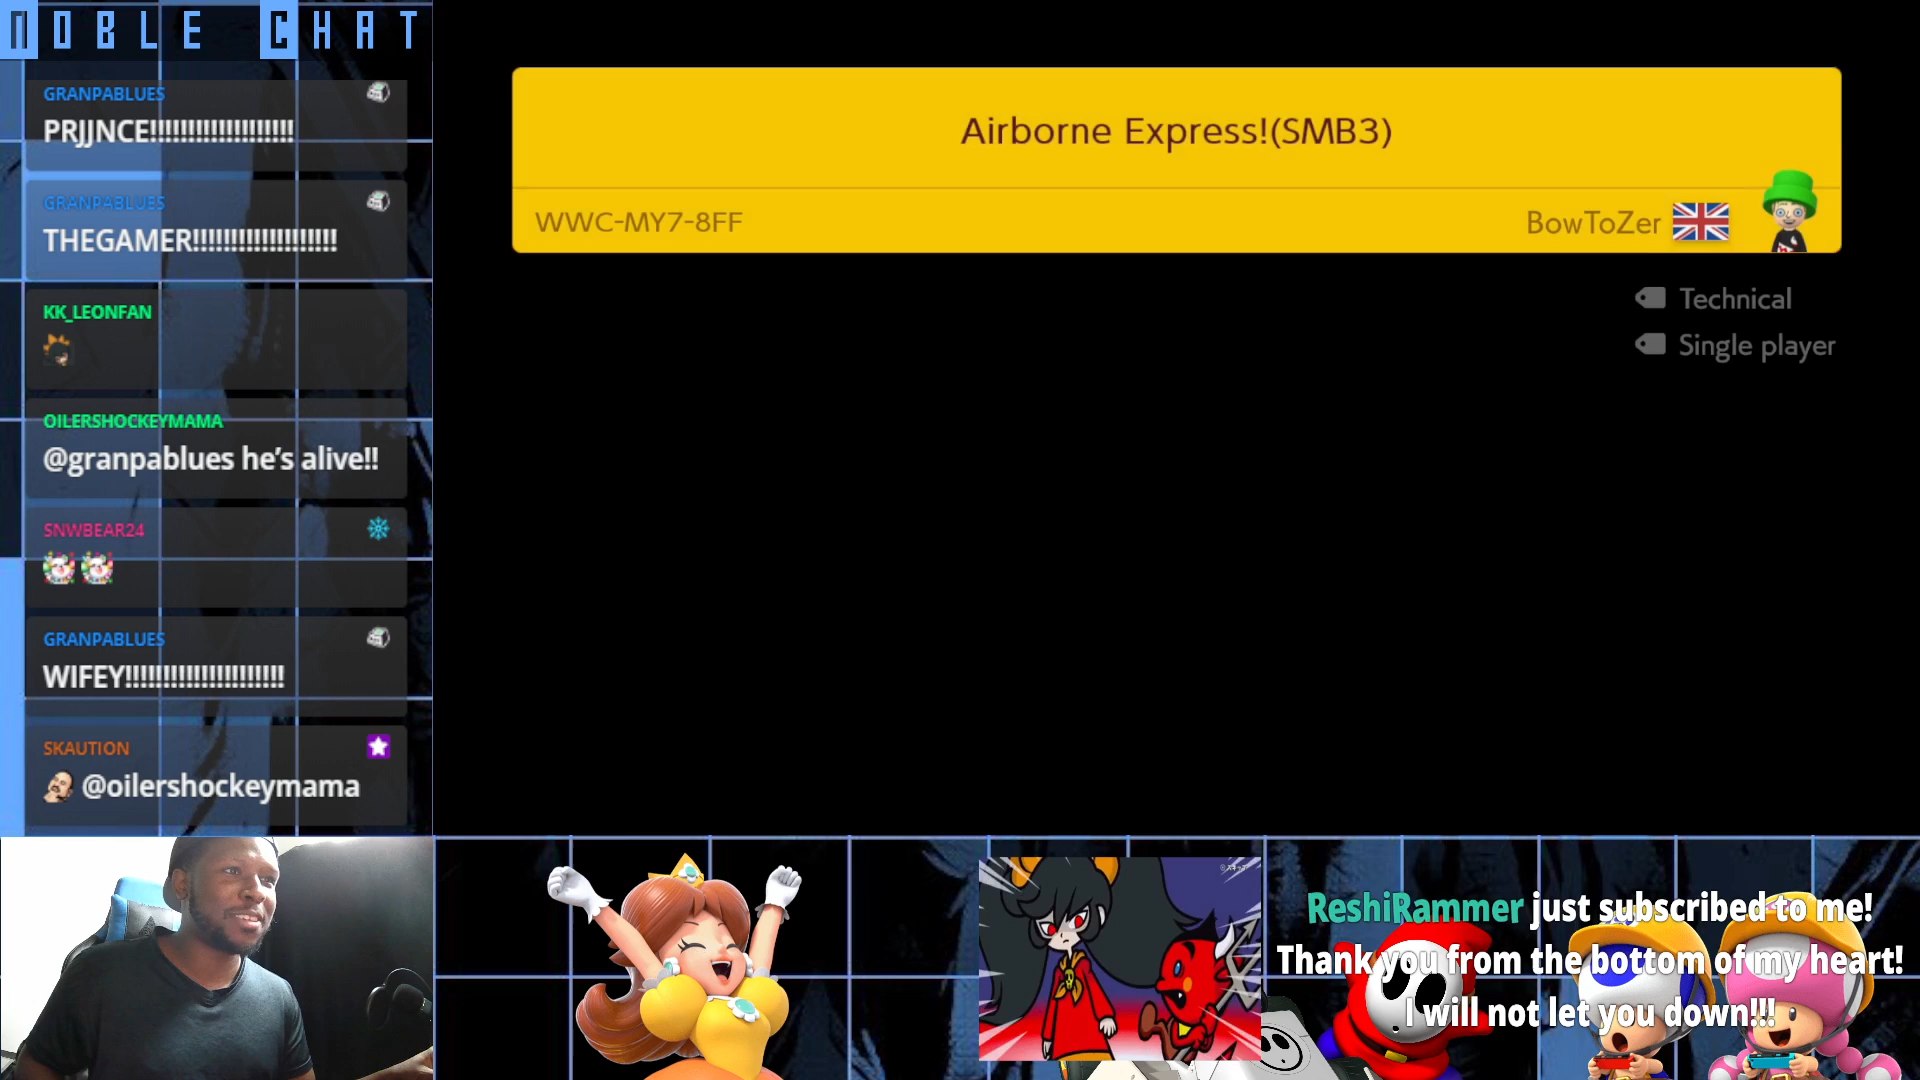 NOBLE CHAT
GRANPABLUES
PRJJNCE!!!!!!!!!!!!!!!!!!!
GRANPABLUES
THEGAMER!!!!!!!!!!!!!!!!!!!
KK_LEONFAN
OILERSHOCKEYMAMA
@granpablues he's alive!!
SNWBEAR24
GRANPABLUES
WIFEY!!!!!!!!!!!!!!!!!!!!!
SKAUTION
@oilershockeymama
Airborne Express!(SMB3)
WWC-MY7-8FF
BowToZer
Technical
Single player
ReshiRammer just subscribed to me!
Thank you from the bottom of my heart!
I will not let you down!!!